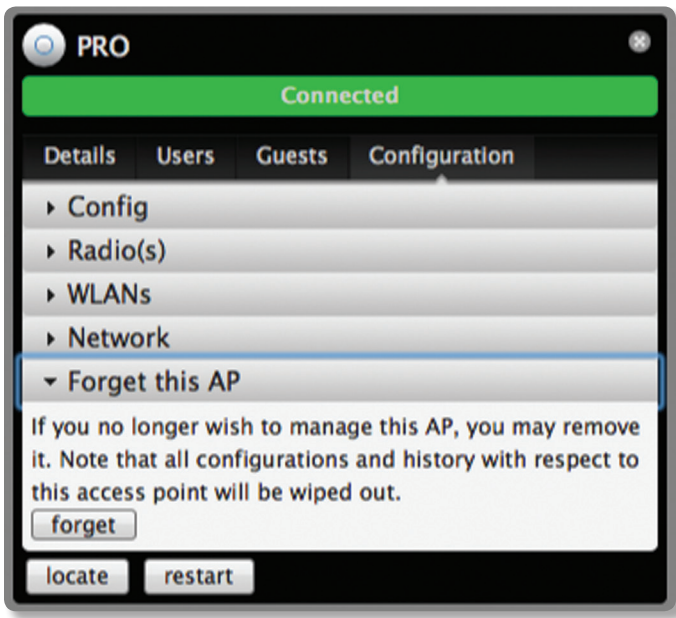 PRO
Connected
Details Users Guests Configuration
Config
Radio(s)
WLANs
Network
Forget this AP
If you no longer wish to manage this AP, you may remove
it. Note that all configurations and history with respect to
this access point will be wiped out.
forget
locate restart